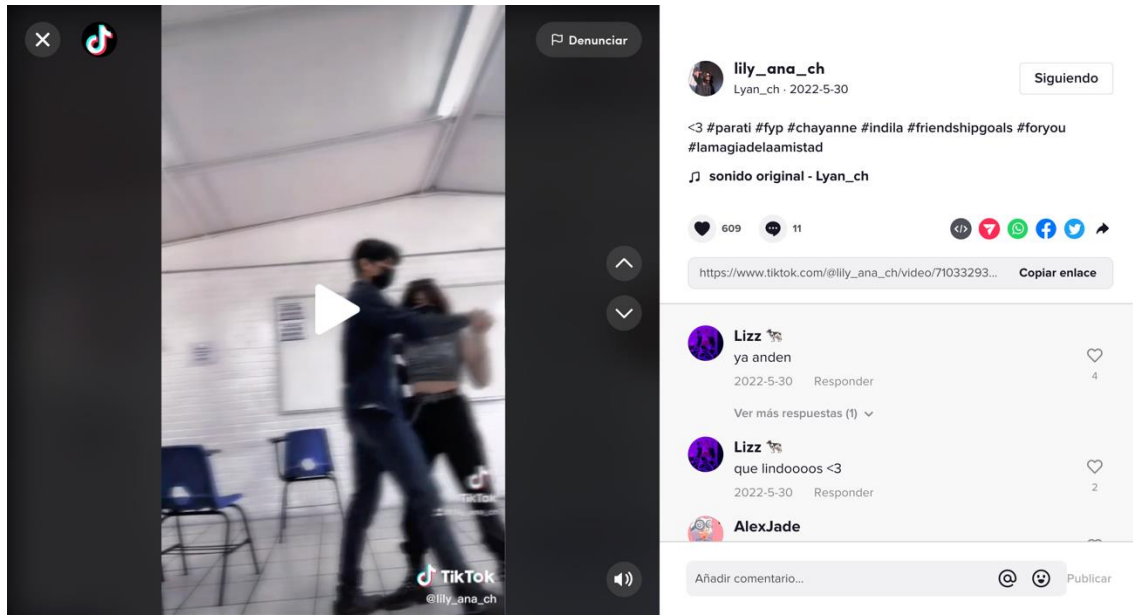 Denunciar
TikTok
@lily_ana_ch
TikTok
@lily_ana_ch
lily_ana_ch
Lyan_ch · 2022-5-30
Siguiendo
<3 #parati #fyp #chayanne #indila #friendshipgoals #foryou
#lamagiadelaamistad
sonido original - Lyan_ch
609
11
https://www.tiktok.com/@lily_ana_ch/video/71033293...
Copiar enlace
Lizz 🐄
ya anden
2022-5-30 Responder
4
Ver más respuestas (1)
Lizz 🐄
que lindoooos <3
2022-5-30 Responder
2
AlexJade
Añadir comentario...
Publicar